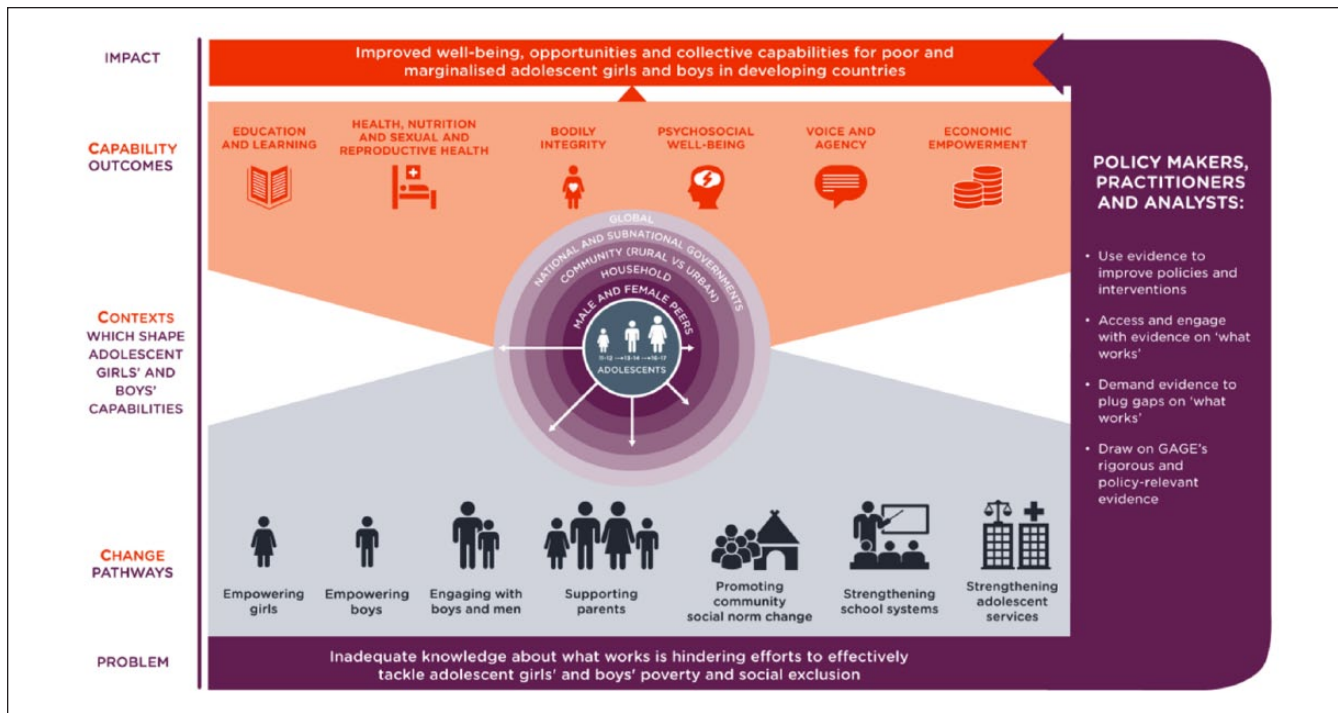 IMPACT
Improved well-being, opportunities and collective capabilities for poor and
marginalised adolescent girls and boys in developing countries
CAPABILITY
OUTCOMES
EDUCATION
AND LEARNING
HEALTH, NUTRITION
AND SEXUAL AND
REPRODUCTIVE HEALTH
BODILY
INTEGRITY
PSYCHOSOCIAL
WELL-BEING
VOICE AND
AGENCY
ECONOMIC
EMPOWERMENT
CONTEXTS
WHICH SHAPE
ADOLESCENT
GIRLS' AND
BOYS'
CAPABILITIES
GLOBAL
NATIONAL AND SUBNATIONAL GOVERNMENTS
COMMUNITY (RURAL VS URBAN)
HOUSEHOLD
MALE AND FEMALE PEERS
11-12 → 13-14 → 16-17
ADOLESCENTS
CHANGE
PATHWAYS
Empowering
girls
Empowering
boys
Engaging with
boys and men
Supporting
parents
Promoting
community
social norm change
Strengthening
school systems
Strengthening
adolescent
services
PROBLEM
Inadequate knowledge about what works is hindering efforts to effectively
tackle adolescent girls' and boys' poverty and social exclusion
POLICY MAKERS,
PRACTITIONERS
AND ANALYSTS:
• Use evidence to
improve policies and
interventions
• Access and engage
with evidence on ‘what
works’
• Demand evidence to
plug gaps on ‘what
works’
• Draw on GAGE’s
rigorous and
policy-relevant
evidence